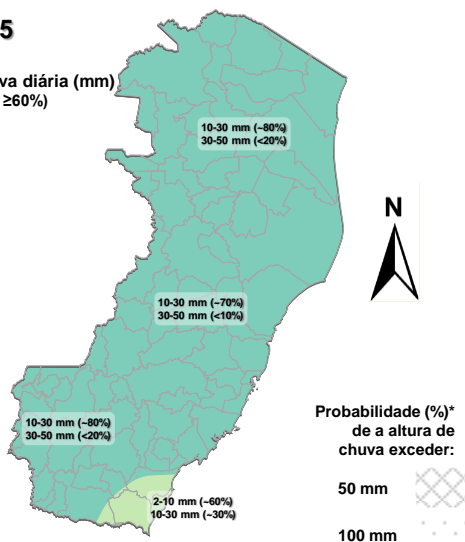 5
va diária (mm)
≥60%)
10-30 mm (~80%)
30-50 mm (<20%)
N
10-30 mm (~70%)
30-50 mm (<10%)
10-30 mm (~80%)
30-50 mm (<20%)
Probabilidade (%)*
de a altura de
chuva exceder:
2-10 mm (~60%)
10-30 mm (~30%)
50 mm
100 mm